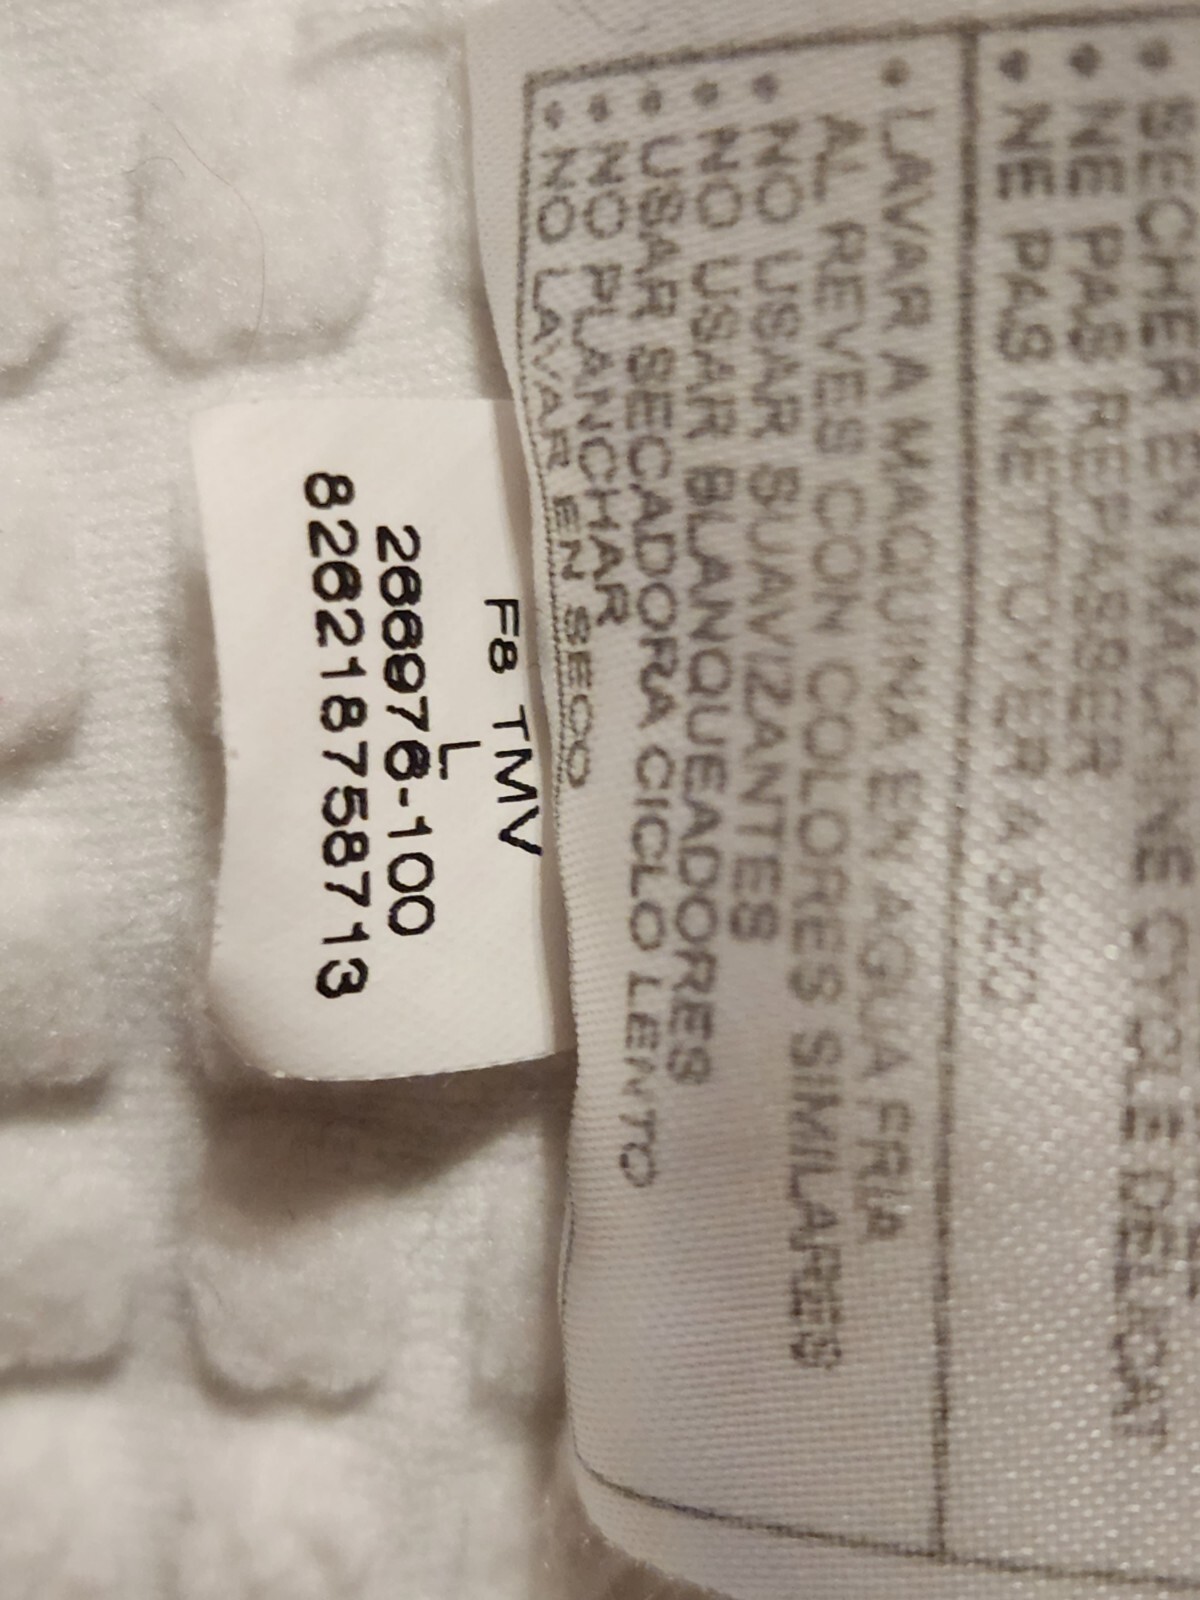 • SECHER EN MACHINE CYCLE DELICAT
• NE PAS REPASSER
• NE PAS NETTOYER A SEC
• LAVAR A MAQUINA EN AGUA FRIA
AL REVES CON COLORES SIMILARES
• NO USAR SUAVIZANTES
• NO USAR BLANQUEADORES
• USAR SECADORA CICLO LENTO
• NO PLANCHAR
• NO LAVAR EN SECO
F8 TMV
L
268976-100
826218758713